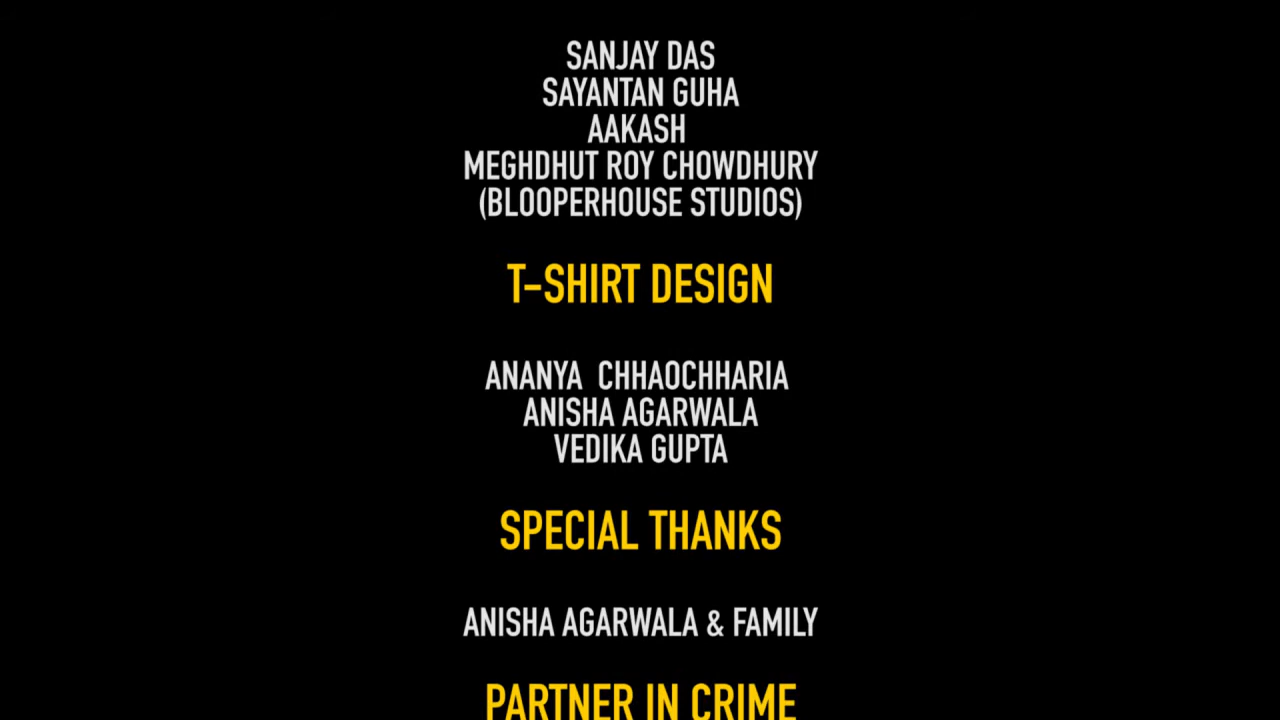 SANJAY DAS
SAYANTAN GUHA
AAKASH
MEGHDHUT ROY CHOWDHURY
(BLOOPERHOUSE STUDIOS)
T-SHIRT DESIGN
ANANYA  CHHAOCHHARIA
ANISHA AGARWALA
VEDIKA GUPTA
SPECIAL THANKS
ANISHA AGARWALA & FAMILY
PARTNER IN CRIME